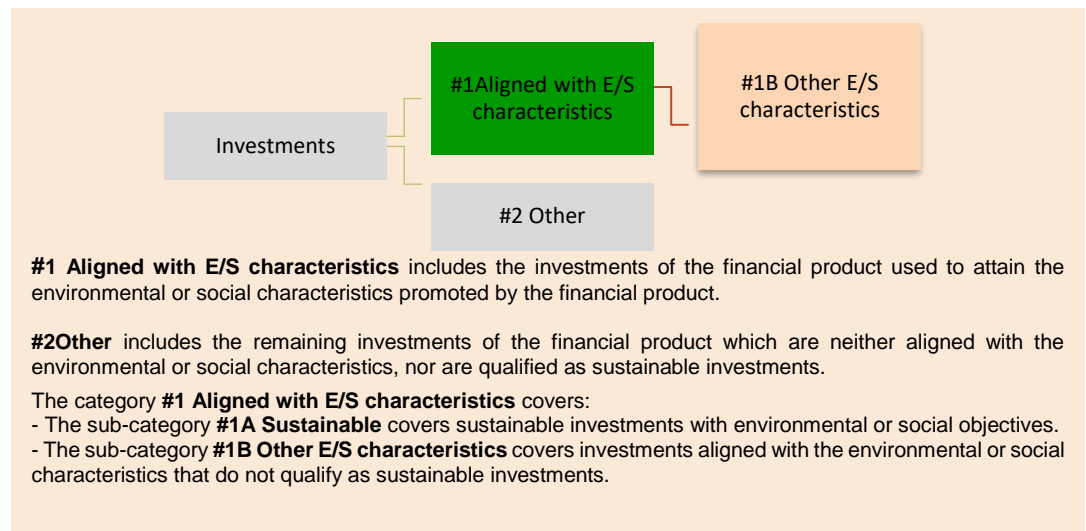 #1Aligned with E/S
characteristics
#1B Other E/S
characteristics
Investments
#2 Other
#1 Aligned with E/S characteristics includes the investments of the financial product used to attain the
environmental or social characteristics promoted by the financial product.
#2Other includes the remaining investments of the financial product which are neither aligned with the
environmental or social characteristics, nor are qualified as sustainable investments.
The category #1 Aligned with E/S characteristics covers:
- The sub-category #1A Sustainable covers sustainable investments with environmental or social objectives.
- The sub-category #1B Other E/S characteristics covers investments aligned with the environmental or social
characteristics that do not qualify as sustainable investments.